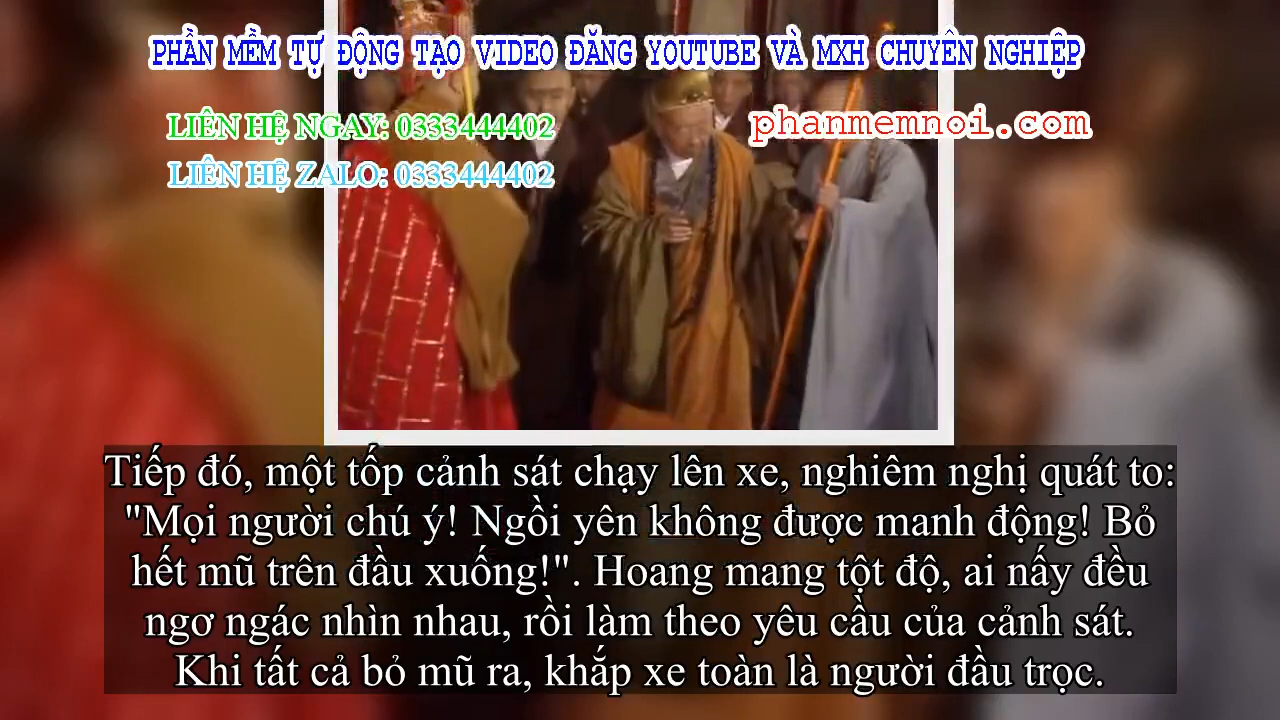 PHẦN MỀM TỰ ĐỘNG TẠO VIDEO ĐĂNG YOUTUBE VÀ MXH CHUYÊN NGHIỆP
LIÊN HỆ NGAY: 0333444402
phanmemnoi.com
LIÊN HỆ ZALO: 0333444402
Tiếp đó, một tốp cảnh sát chạy lên xe, nghiêm nghị quát to:
"Mọi người chú ý! Ngồi yên không được manh động! Bỏ
hết mũ trên đầu xuống!". Hoang mang tột độ, ai nấy đều
ngơ ngác nhìn nhau, rồi làm theo yêu cầu của cảnh sát.
Khi tất cả bỏ mũ ra, khắp xe toàn là người đầu trọc.